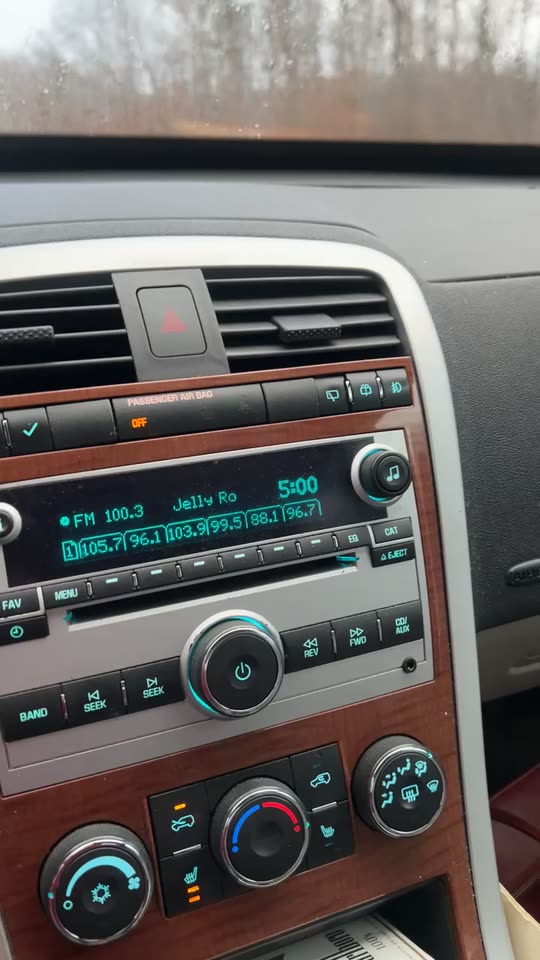 PASSENGER AIR BAG
OFF
FM 100.3 Jelly Ro 5:00
1 105.7 96.1 103.9 99.5 88.1 96.7
FAV MENU EQ CAT
EJECT
BAND SEEK SEEK REV FWD CD/AUX
100's